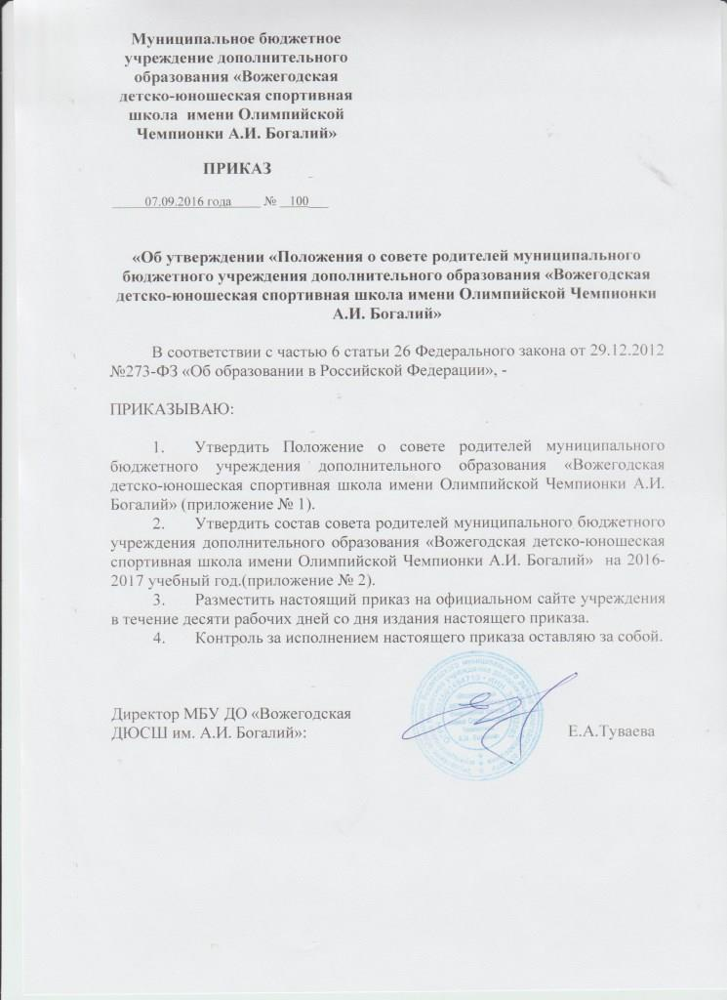 Муниципальное бюджетное
учреждение дополнительного
образования «Вожегодская
детско-юношеская спортивная
школа имени Олимпийской
Чемпионки А.И. Богалий»
ПРИКАЗ
07.09.2016 года № 100
«Об утверждении «Положения о совете родителей муниципального
бюджетного учреждения дополнительного образования «Вожегодская
детско-юношеская спортивная школа имени Олимпийской Чемпионки
А.И. Богалий»
В соответствии с частью 6 статьи 26 Федерального закона от 29.12.2012
№273-ФЗ «Об образовании в Российской Федерации», -
ПРИКАЗЫВАЮ:
1. Утвердить Положение о совете родителей муниципального
бюджетного учреждения дополнительного образования «Вожегодская
детско-юношеская спортивная школа имени Олимпийской Чемпионки А.И.
Богалий» (приложение № 1).
2. Утвердить состав совета родителей муниципального бюджетного
учреждения дополнительного образования «Вожегодская детско-юношеская
спортивная школа имени Олимпийской Чемпионки А.И. Богалий» на 2016-
2017 учебный год.(приложение № 2).
3. Разместить настоящий приказ на официальном сайте учреждения
в течение десяти рабочих дней со дня издания настоящего приказа.
4. Контроль за исполнением настоящего приказа оставляю за собой.
Директор МБУ ДО «Вожегодская
ДЮСШ им. А.И. Богалий»:
Е.А.Туваева